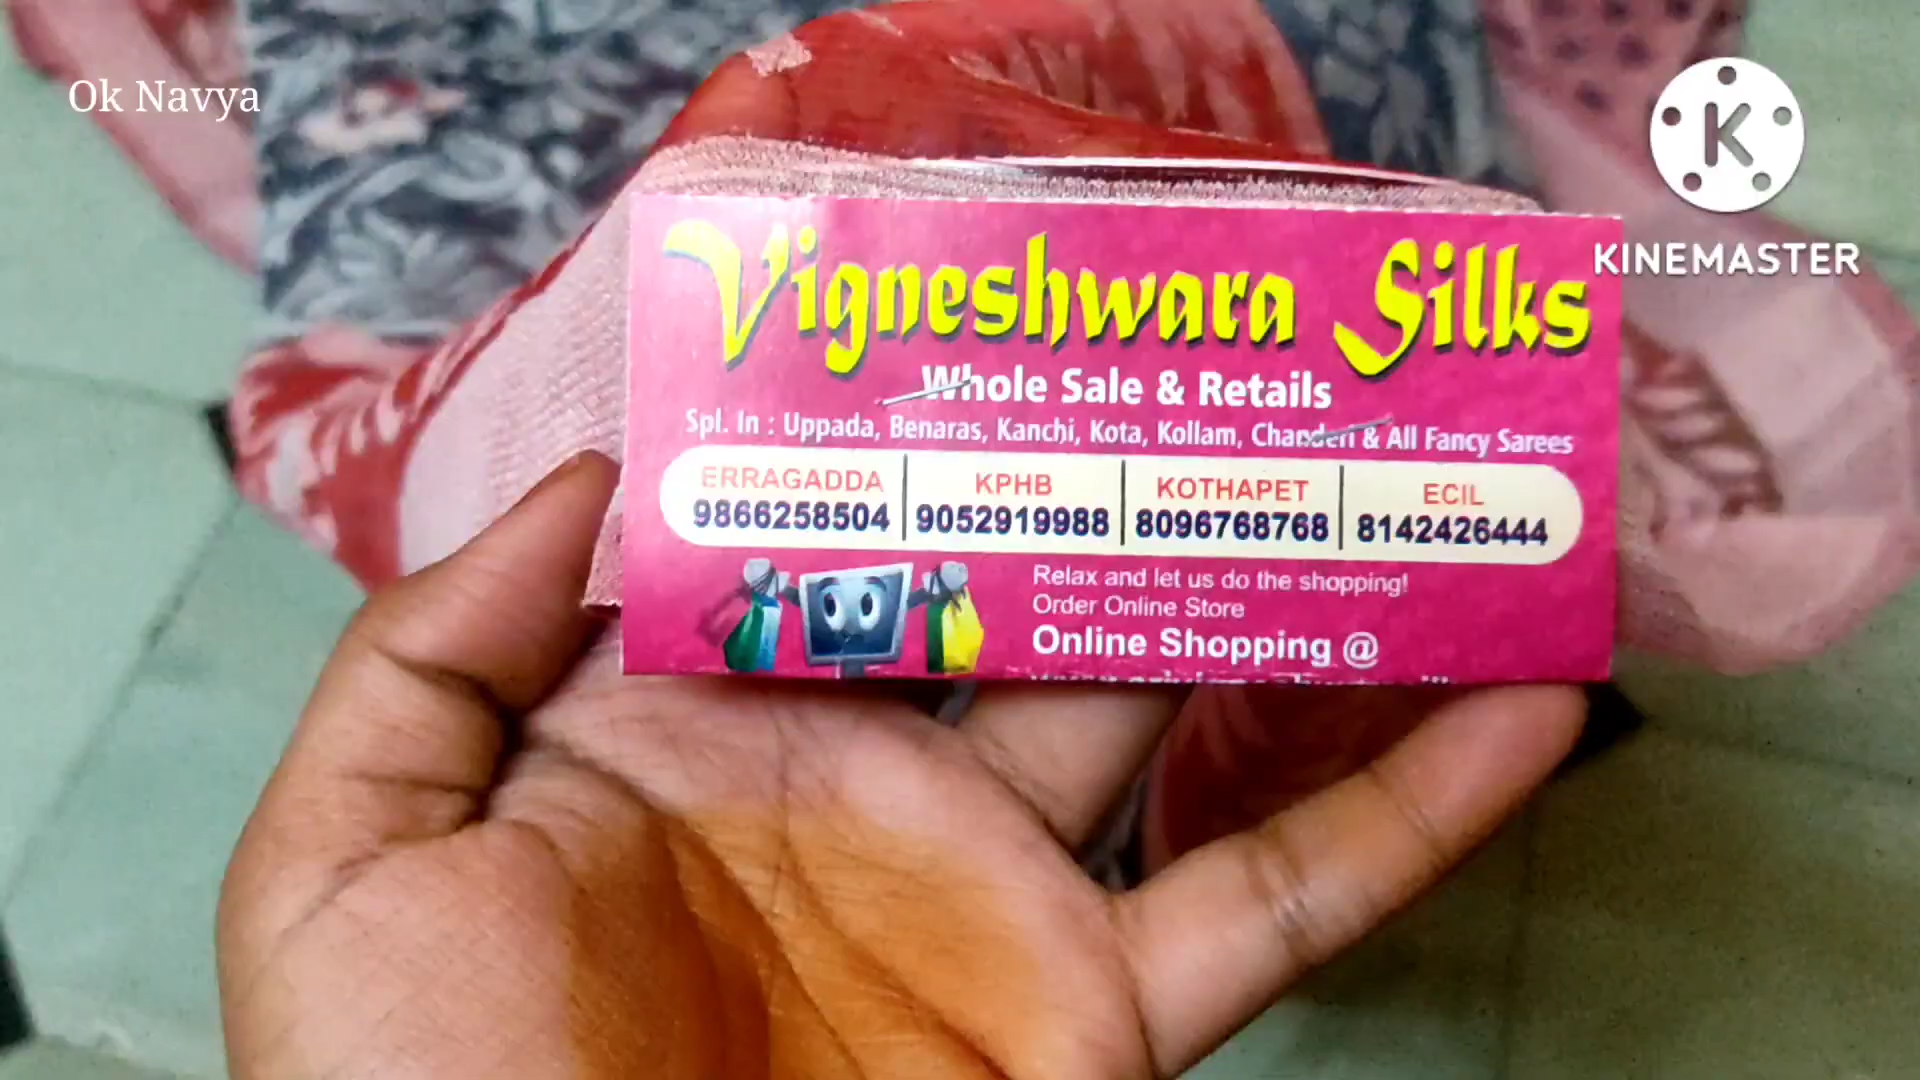 Ok Navya
K
KINEMASTER
Vigneshwara Silks
Whole Sale & Retails
Spl. In : Uppada, Benaras, Kanchi, Kota, Kollam, Chanderi & All Fancy Sarees
ERRAGADDA KPHB KOTHAPET ECIL
9866258504 9052919988 8096768768 8142426444
Relax and let us do the shopping!
Order Online Store
Online Shopping @